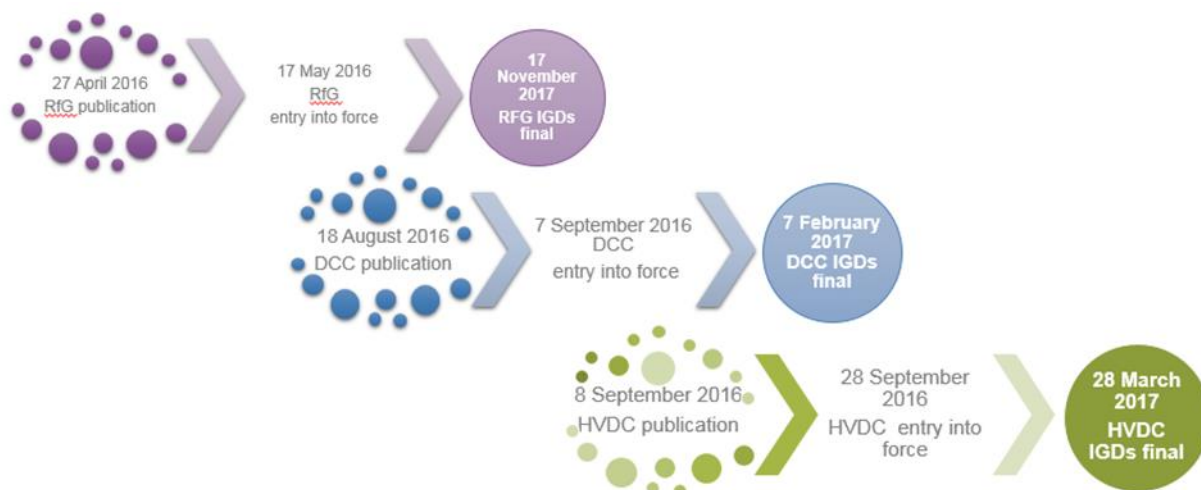 27 April 2016
RfG publication
17 May 2016
RfG
entry into force
17
November
2017
RFG IGDs
final
18 August 2016
DCC publication
7 September 2016
DCC
entry into force
7 February
2017
DCC IGDs
final
8 September 2016
HVDC publication
28 September
2016
HVDC entry into
force
28 March
2017
HVDC
IGDs final